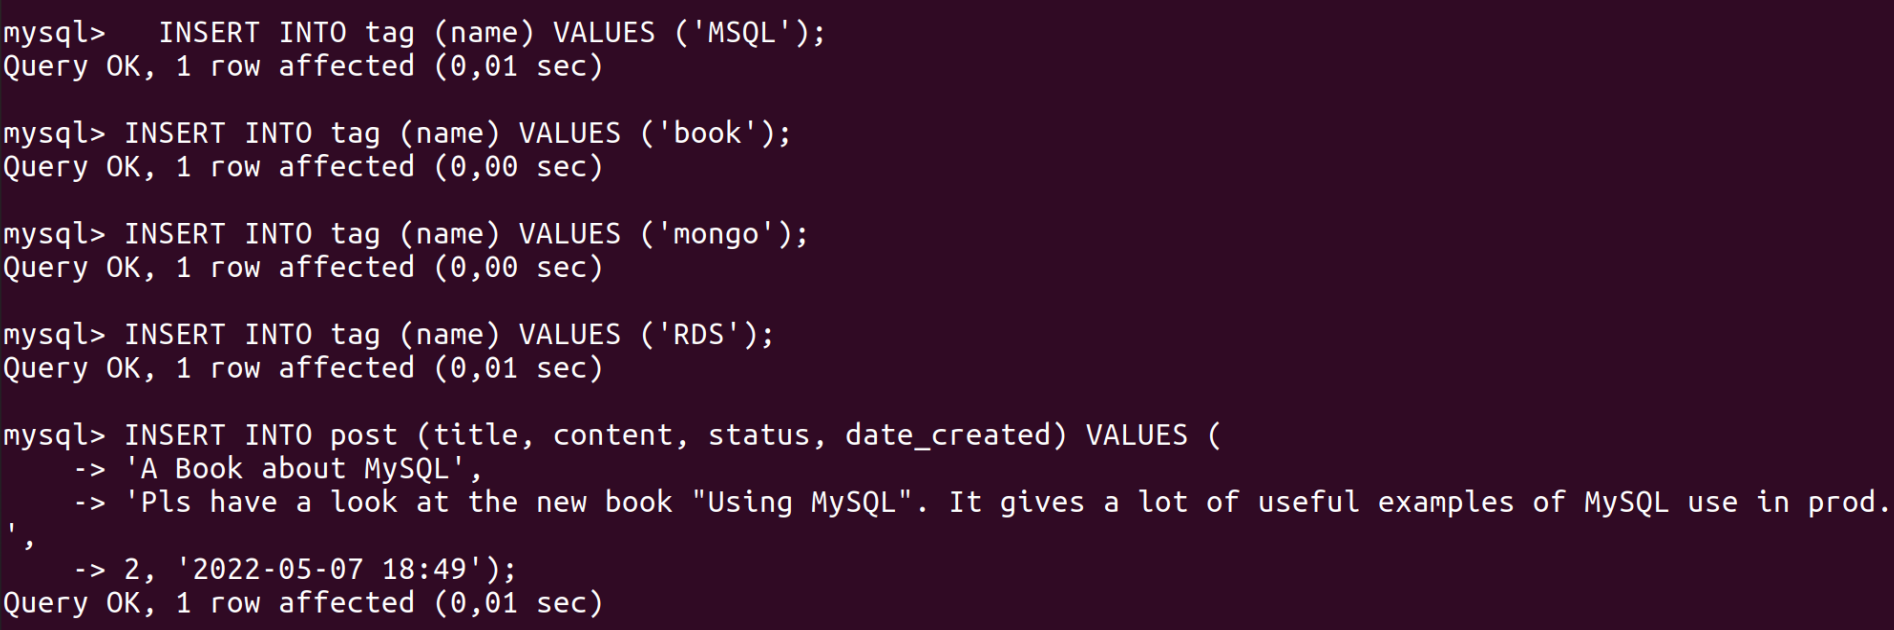 mysql>   INSERT INTO tag (name) VALUES ('MSQL');
Query OK, 1 row affected (0,01 sec)

mysql> INSERT INTO tag (name) VALUES ('book');
Query OK, 1 row affected (0,00 sec)

mysql> INSERT INTO tag (name) VALUES ('mongo');
Query OK, 1 row affected (0,00 sec)

mysql> INSERT INTO tag (name) VALUES ('RDS');
Query OK, 1 row affected (0,01 sec)

mysql> INSERT INTO post (title, content, status, date_created) VALUES (
    -> 'A Book about MySQL',
    -> 'Pls have a look at the new book "Using MySQL". It gives a lot of useful examples of MySQL use in prod.
',
    -> 2, '2022-05-07 18:49');
Query OK, 1 row affected (0,01 sec)